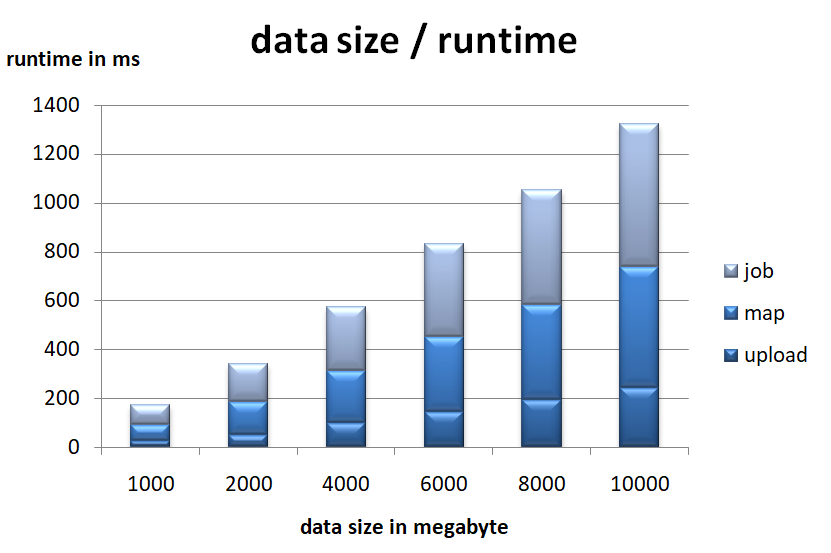 data size / runtime
runtime in ms
1400
1200
1000
800
600
400
200
0
1000 2000 4000 6000 8000 10000
data size in megabyte
job
map
upload